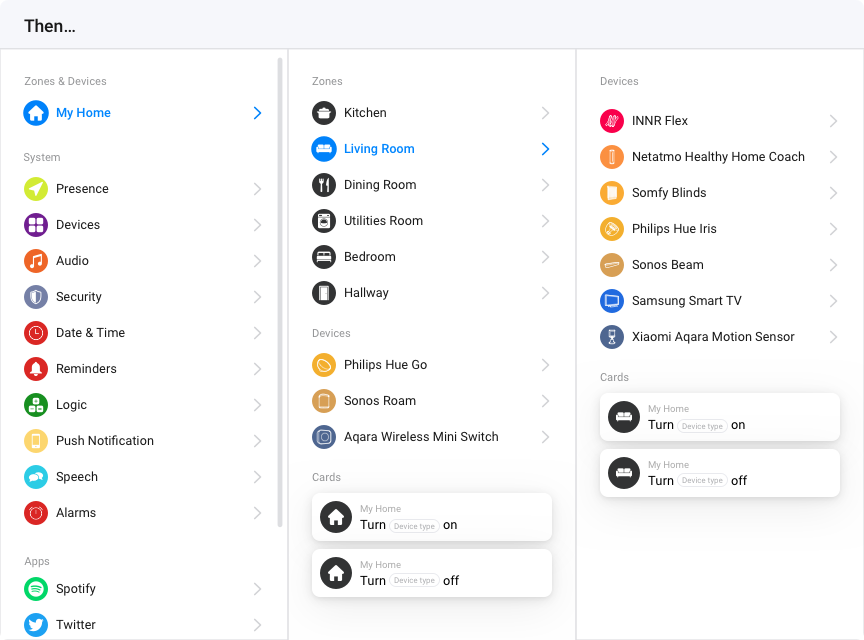 Then...
Zones & Devices
My Home
System
Presence
Devices
Audio
Security
Date & Time
Reminders
Logic
Push Notification
Speech
Alarms
Apps
Spotify
Twitter
Zones
Kitchen
Living Room
Dining Room
Utilities Room
Bedroom
Hallway
Devices
Philips Hue Go
Sonos Roam
Aqara Wireless Mini Switch
Cards
My Home
Turn Device type on
My Home
Turn Device type off
Devices
INNR Flex
Netatmo Healthy Home Coach
Somfy Blinds
Philips Hue Iris
Sonos Beam
Samsung Smart TV
Xiaomi Aqara Motion Sensor
Cards
My Home
Turn Device type on
My Home
Turn Device type off